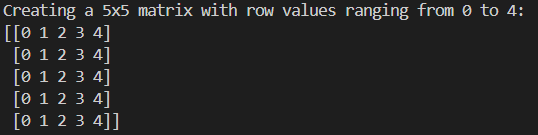 Creating a 5x5 matrix with row values ranging from 0 to 4:
[[0 1 2 3 4]
 [0 1 2 3 4]
 [0 1 2 3 4]
 [0 1 2 3 4]
 [0 1 2 3 4]]